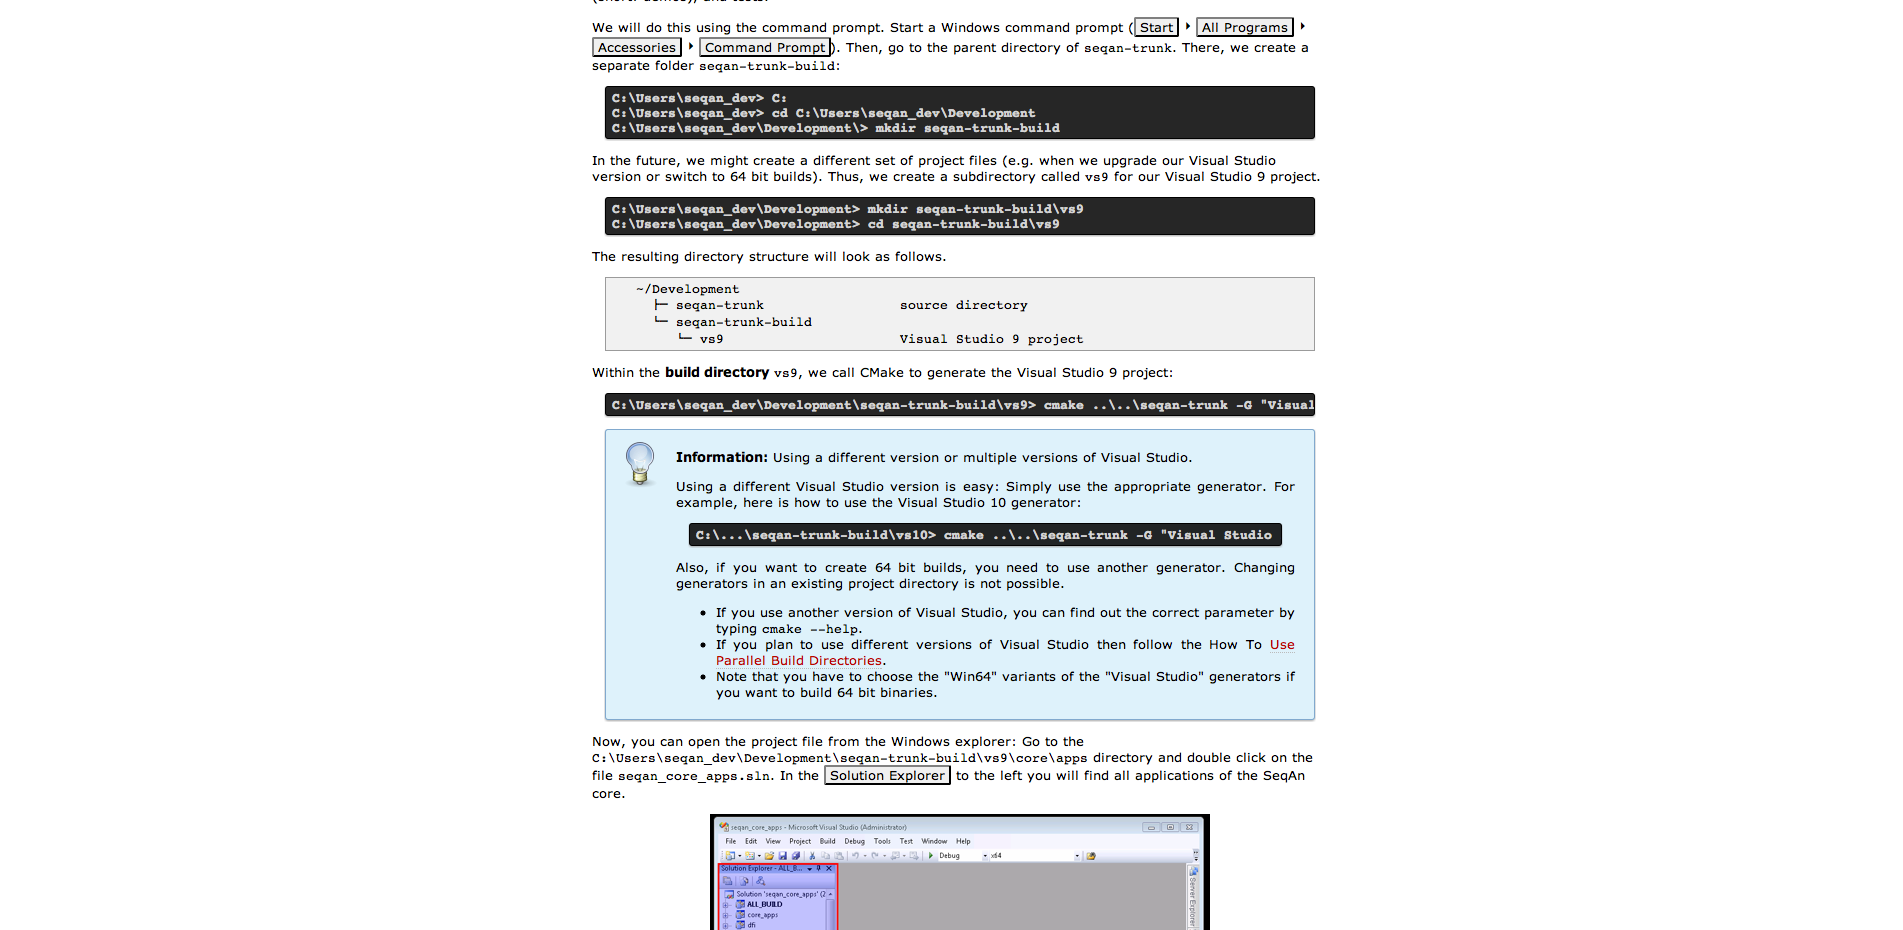 We will do this using the command prompt. Start a Windows command prompt (Start ‣ All Programs ‣
Accessories ‣ Command Prompt). Then, go to the parent directory of seqan-trunk. There, we create a
separate folder seqan-trunk-build:
C:\Users\seqan_dev> C:
C:\Users\seqan_dev> cd C:\Users\seqan_dev\Development
C:\Users\seqan_dev\Development\> mkdir seqan-trunk-build
In the future, we might create a different set of project files (e.g. when we upgrade our Visual Studio
version or switch to 64 bit builds). Thus, we create a subdirectory called vs9 for our Visual Studio 9 project.
C:\Users\seqan_dev\Development> mkdir seqan-trunk-build\vs9
C:\Users\seqan_dev\Development> cd seqan-trunk-build\vs9
The resulting directory structure will look as follows.
~/Development
├─ seqan-trunk source directory
└─ seqan-trunk-build
└─ vs9 Visual Studio 9 project
Within the build directory vs9, we call CMake to generate the Visual Studio 9 project:
C:\Users\seqan_dev\Development\seqan-trunk-build\vs9> cmake ..\..\seqan-trunk -G "Visual
Information: Using a different version or multiple versions of Visual Studio.
Using a different Visual Studio version is easy: Simply use the appropriate generator. For
example, here is how to use the Visual Studio 10 generator:
C:\...\seqan-trunk-build\vs10> cmake ..\..\seqan-trunk -G "Visual Studio
Also, if you want to create 64 bit builds, you need to use another generator. Changing
generators in an existing project directory is not possible.
• If you use another version of Visual Studio, you can find out the correct parameter by
typing cmake --help.
• If you plan to use different versions of Visual Studio then follow the How To Use
Parallel Build Directories.
• Note that you have to choose the "Win64" variants of the "Visual Studio" generators if
you want to build 64 bit binaries.
Now, you can open the project file from the Windows explorer: Go to the
C:\Users\seqan_dev\Development\seqan-trunk-build\vs9\core\apps directory and double click on the
file seqan_core_apps.sln. In the Solution Explorer to the left you will find all applications of the SeqAn
core.
seqan_core_apps - Microsoft Visual Studio (Administrator)
File Edit View Project Build Debug Tools Test Window Help
Debug x64
Solution Explorer - ALL_B...
Solution 'seqan_core_apps' (2
ALL_BUILD
core_apps
dfi
Server Explorer